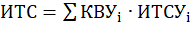 ИТС = ∑ КВУᵢ · ИТСУᵢ